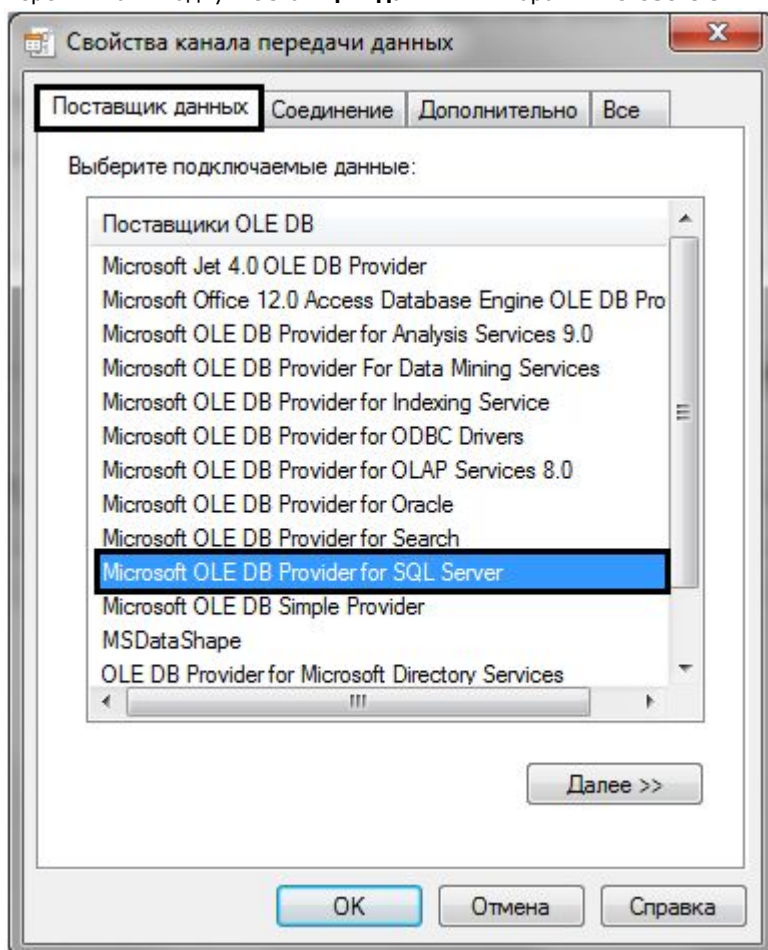 Свойства канала передачи данных
Поставщик данных Соединение Дополнительно Все
Выберите подключаемые данные:
Поставщики OLE DB
Microsoft Jet 4.0 OLE DB Provider
Microsoft Office 12.0 Access Database Engine OLE DB Pro
Microsoft OLE DB Provider for Analysis Services 9.0
Microsoft OLE DB Provider For Data Mining Services
Microsoft OLE DB Provider for Indexing Service
Microsoft OLE DB Provider for ODBC Drivers
Microsoft OLE DB Provider for OLAP Services 8.0
Microsoft OLE DB Provider for Oracle
Microsoft OLE DB Provider for Search
Microsoft OLE DB Provider for SQL Server
Microsoft OLE DB Simple Provider
MSDataShape
OLE DB Provider for Microsoft Directory Services
Далее >>
OK Отмена Справка